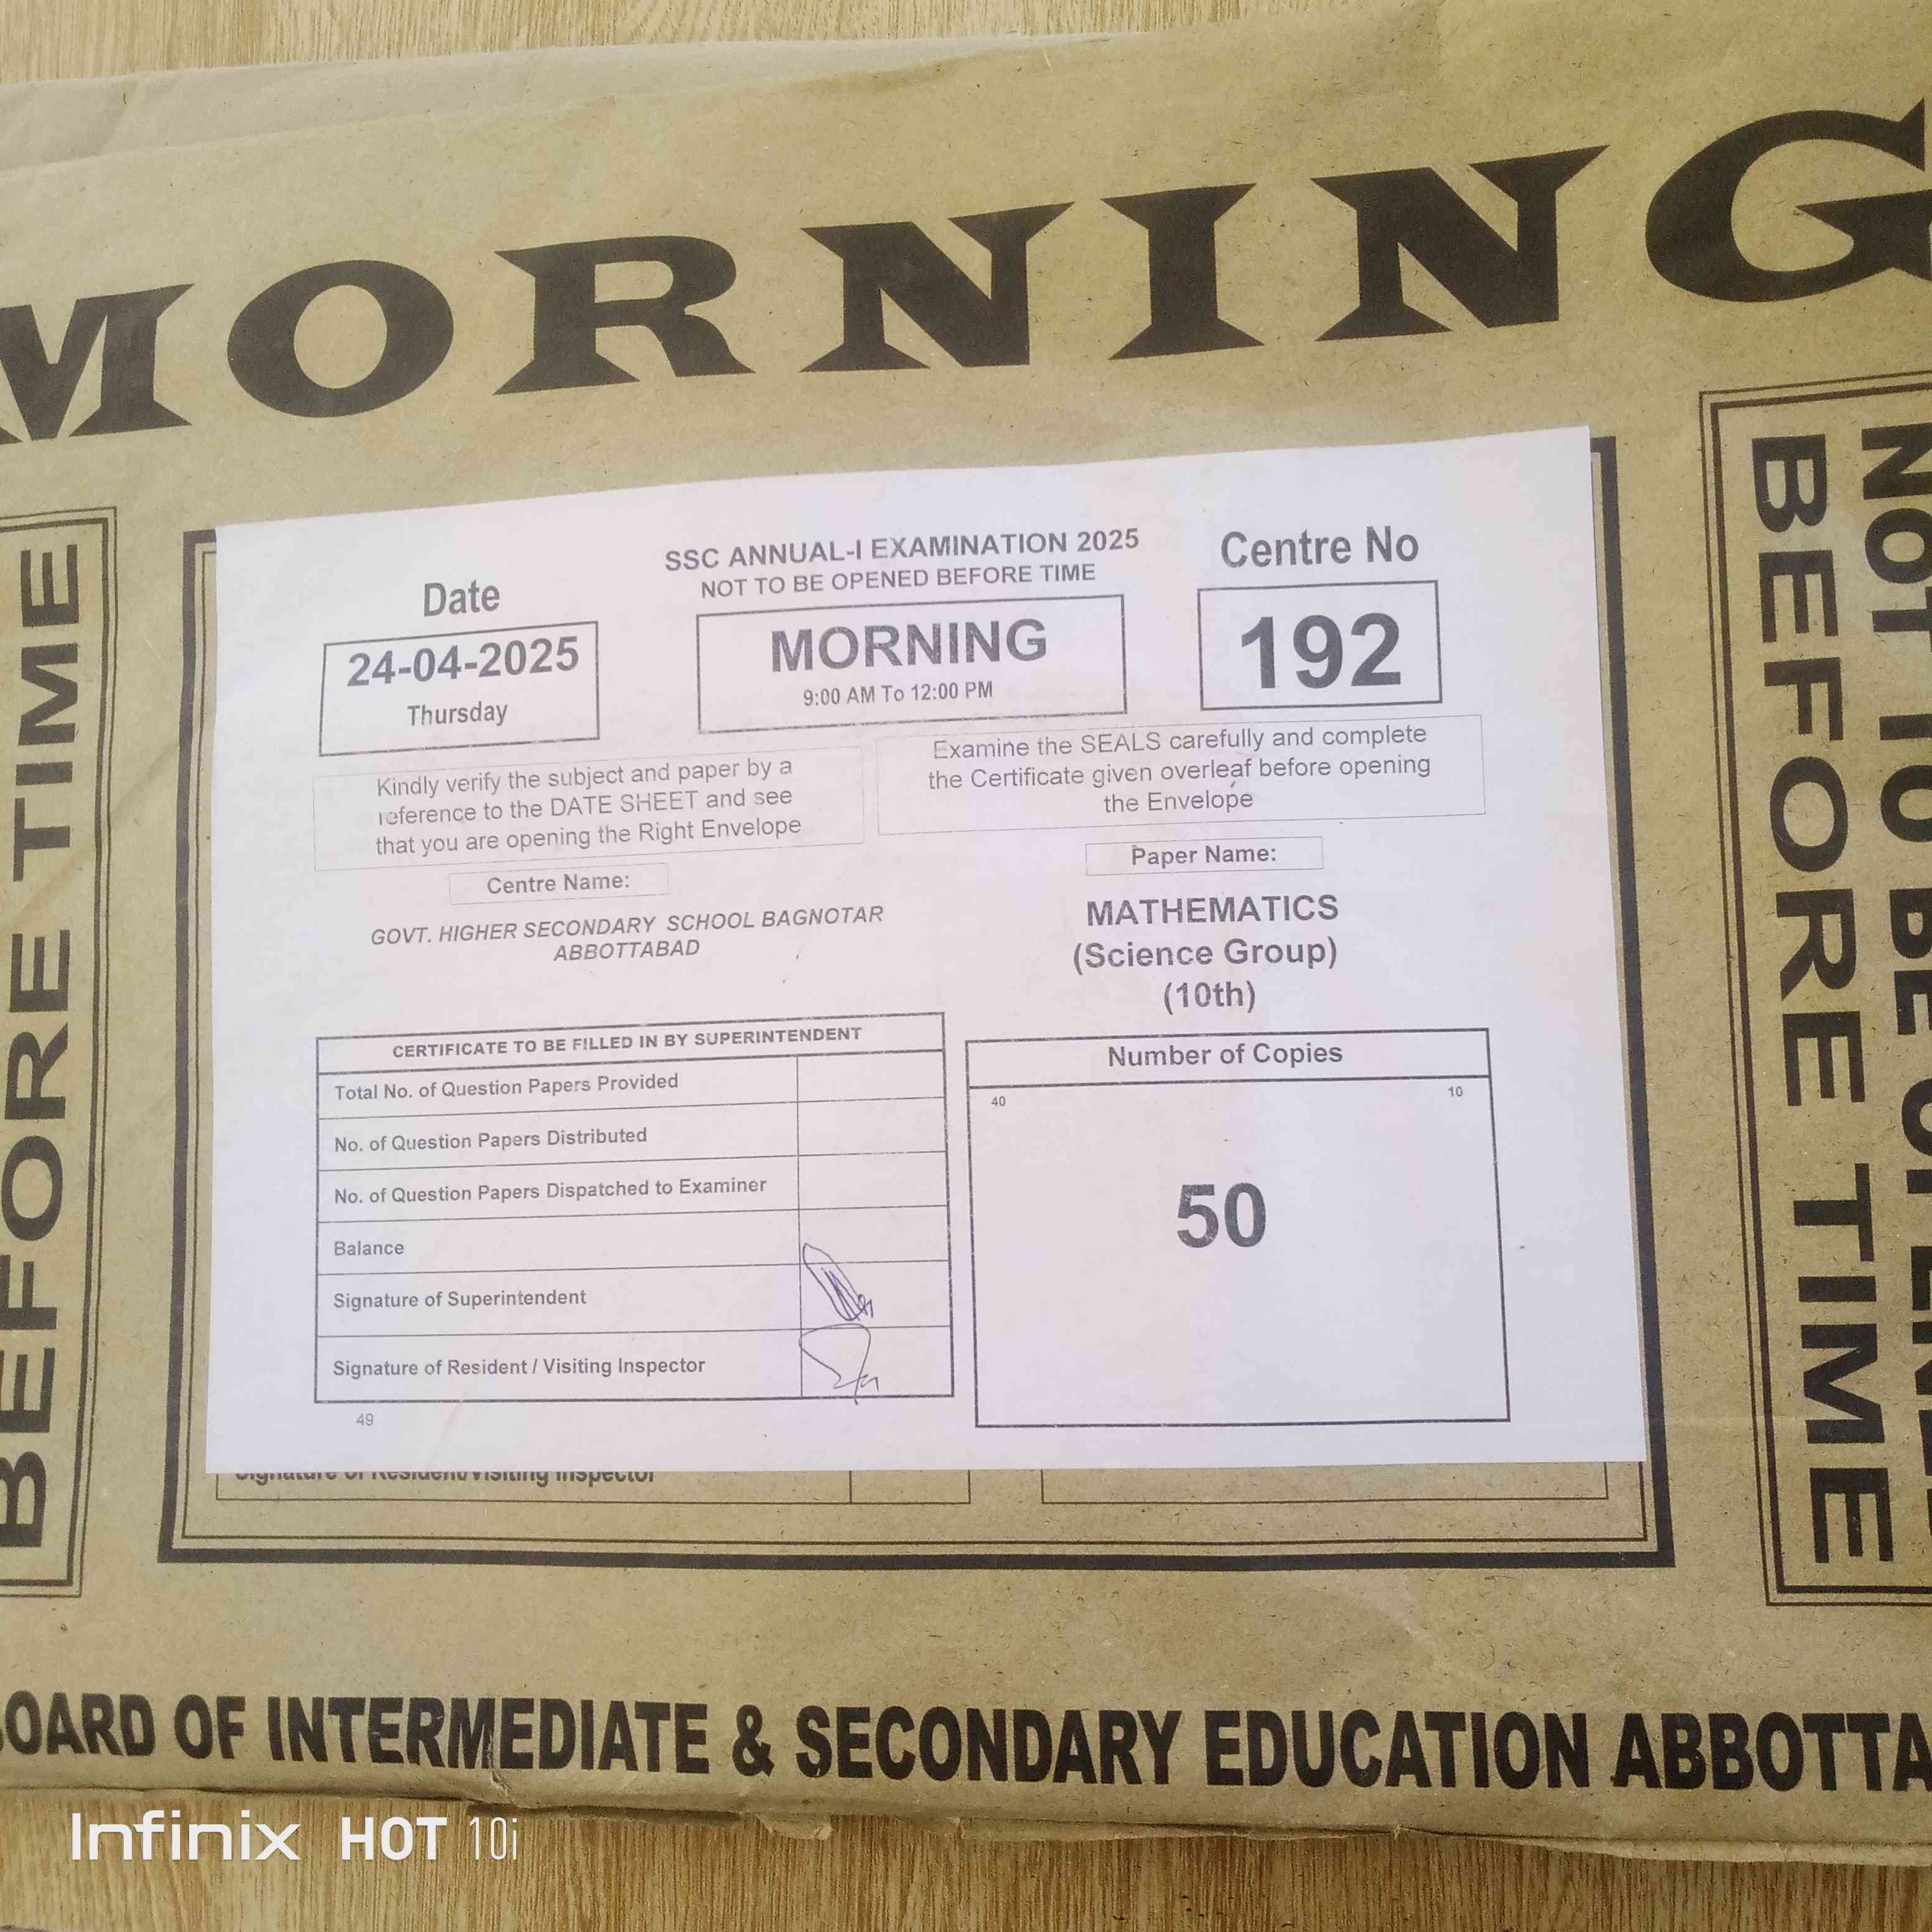 MORNING
BEFORE TIME
NOT TO BE OPENED
BEFORE TIME
SSC ANNUAL-I EXAMINATION 2025
NOT TO BE OPENED BEFORE TIME
Date
24-04-2025
Thursday
MORNING
9:00 AM To 12:00 PM
Centre No
192
Kindly verify the subject and paper by a
reference to the DATE SHEET and see
that you are opening the Right Envelope
Examine the SEALS carefully and complete
the Certificate given overleaf before opening
the Envelope
Centre Name:
GOVT. HIGHER SECONDARY SCHOOL BAGNOTAR
ABBOTTABAD
Paper Name:
MATHEMATICS
(Science Group)
(10th)
CERTIFICATE TO BE FILLED IN BY SUPERINTENDENT
Total No. of Question Papers Provided
No. of Question Papers Distributed
No. of Question Papers Dispatched to Examiner
Balance
Signature of Superintendent
Signature of Resident / Visiting Inspector
49
Number of Copies
40 10
50
Signature of Resident/Visiting Inspector
OARD OF INTERMEDIATE & SECONDARY EDUCATION ABBOTTA
Infinix HOT 10i